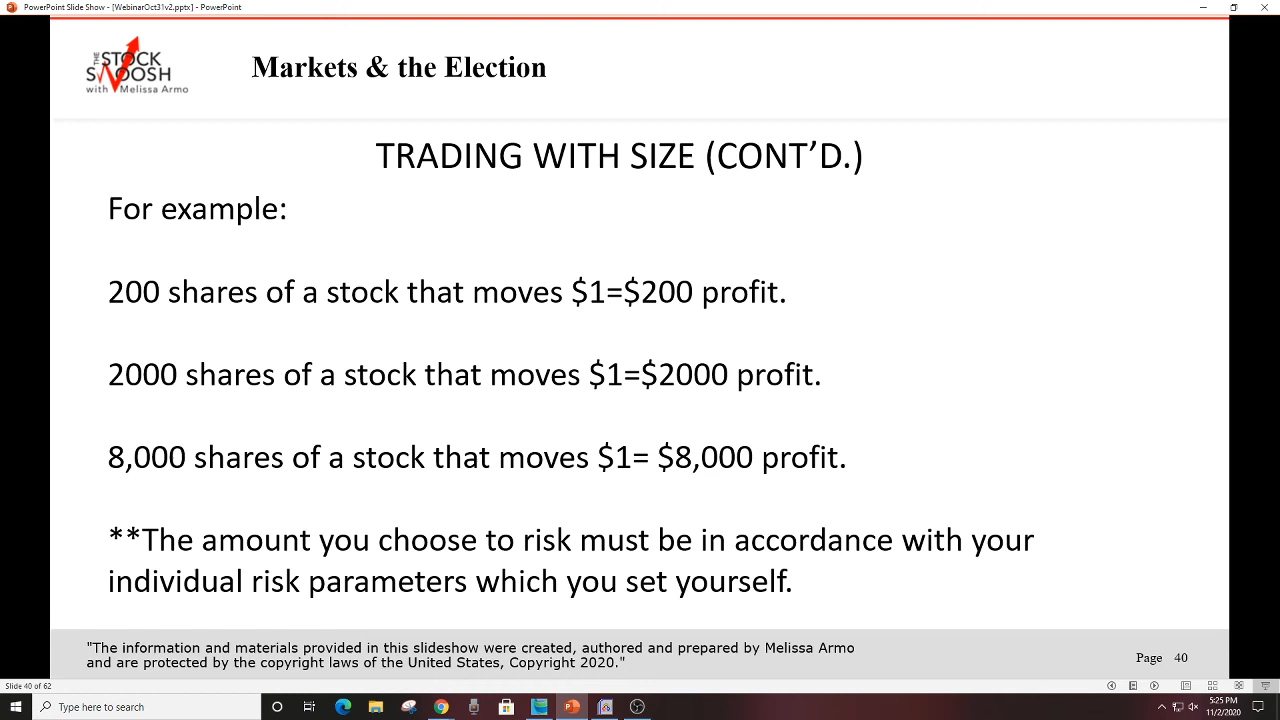 PowerPoint Slide Show - [WebinarOct31v2.pptx] - PowerPoint
THE STOCK
SWOOSH
with Melissa Armo
Markets & the Election
TRADING WITH SIZE (CONT’D.)
For example:
200 shares of a stock that moves $1=$200 profit.
2000 shares of a stock that moves $1=$2000 profit.
8,000 shares of a stock that moves $1= $8,000 profit.
**The amount you choose to risk must be in accordance with your
individual risk parameters which you set yourself.
"The information and materials provided in this slideshow were created, authored and prepared by Melissa Armo
and are protected by the copyright laws of the United States, Copyright 2020."
Page 40
Slide 40 of 62
Type here to search
5:25 PM
11/2/2020